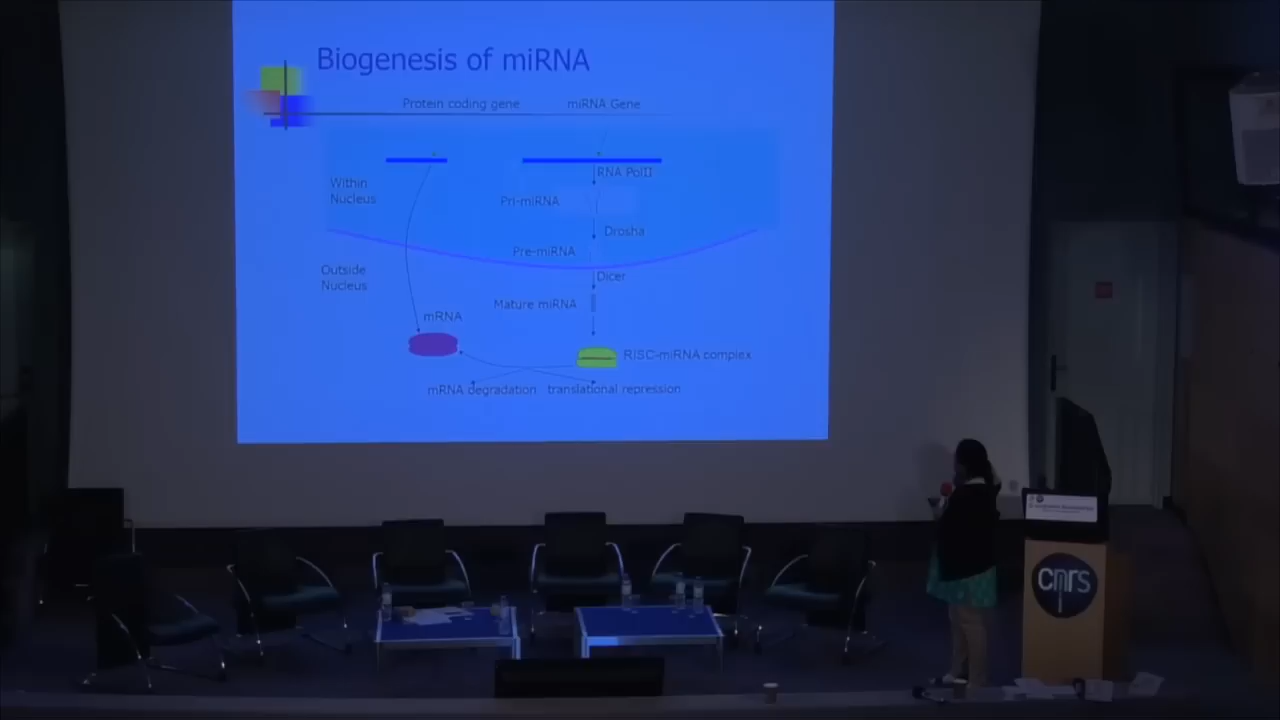 Biogenesis of miRNA
Protein coding gene
miRNA Gene
RNA PolII
Within
Nucleus
Pri-miRNA
Drosha
Pre-miRNA
Outside
Nucleus
Dicer
Mature miRNA
mRNA
RISC-miRNA complex
mRNA degradation
translational repression
cnrs